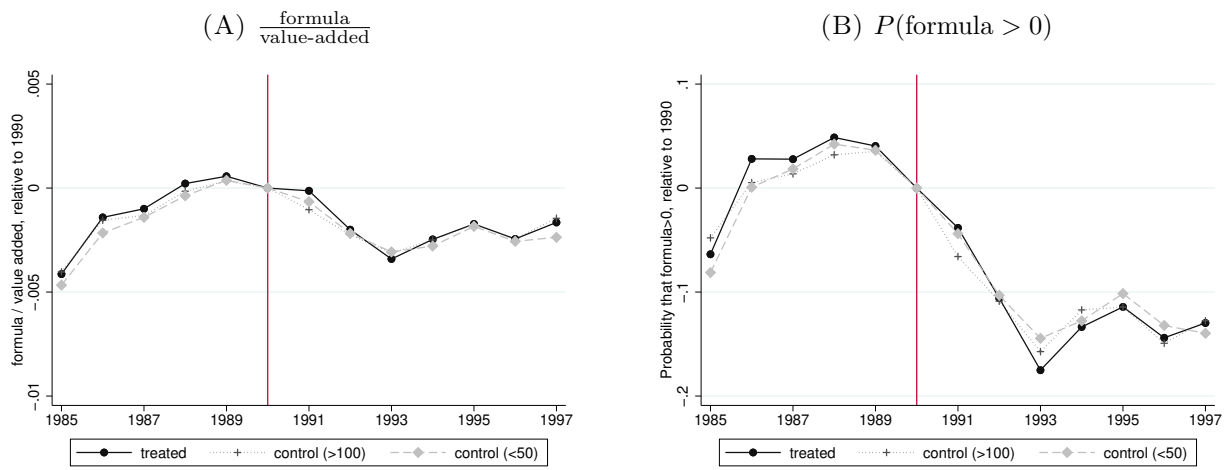 (A) formula / value-added
formula / value added, relative to 1990
.005
0
-.005
-.01
1985 1987 1989 1991 1993 1995 1997
treated control (>100) control (<50)
(B) P(formula > 0)
Probability that formula>0, relative to 1990
.1
0
-.1
-.2
1985 1987 1989 1991 1993 1995 1997
treated control (>100) control (<50)